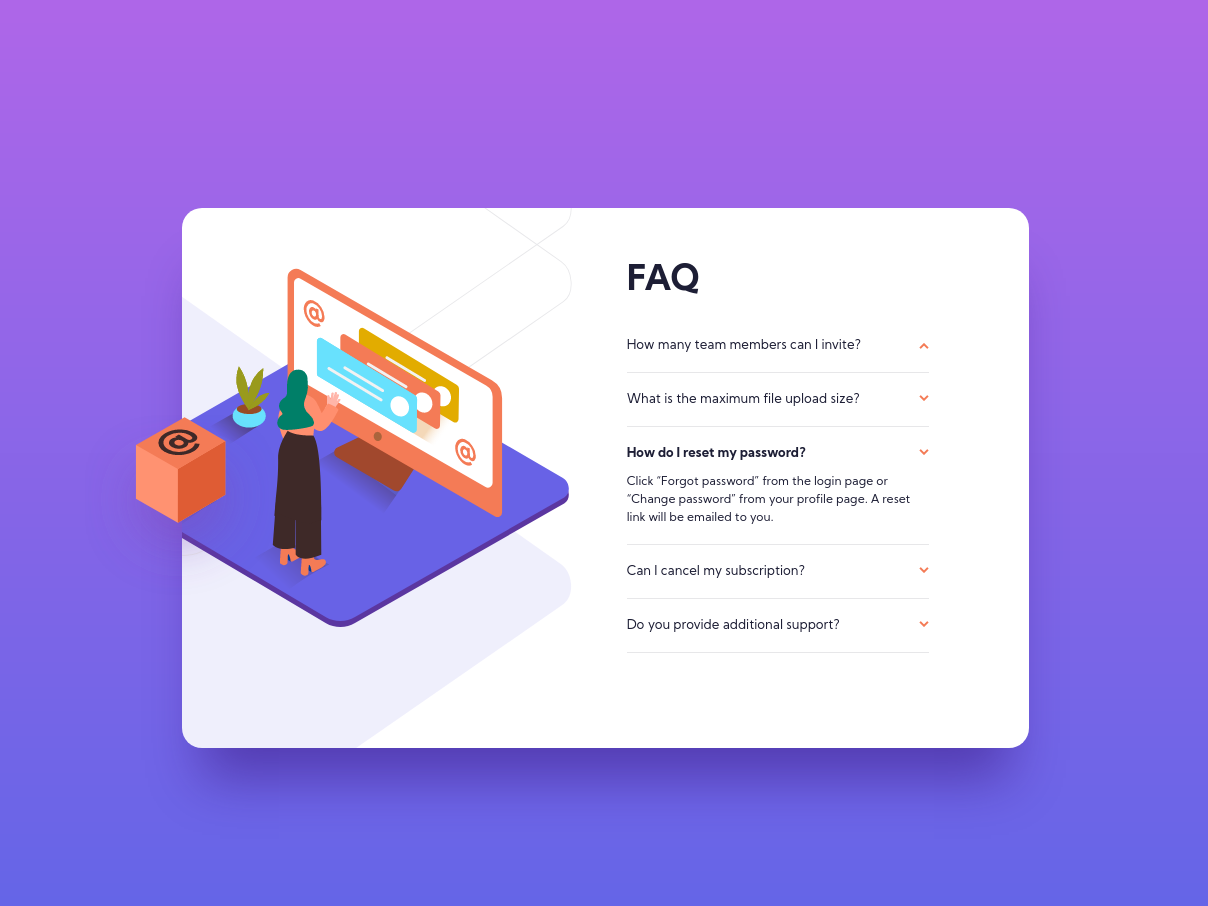 FAQ
How many team members can I invite?
What is the maximum file upload size?
How do I reset my password?
Click “Forgot password” from the login page or
“Change password” from your profile page. A reset
link will be emailed to you.
Can I cancel my subscription?
Do you provide additional support?
@
@
@